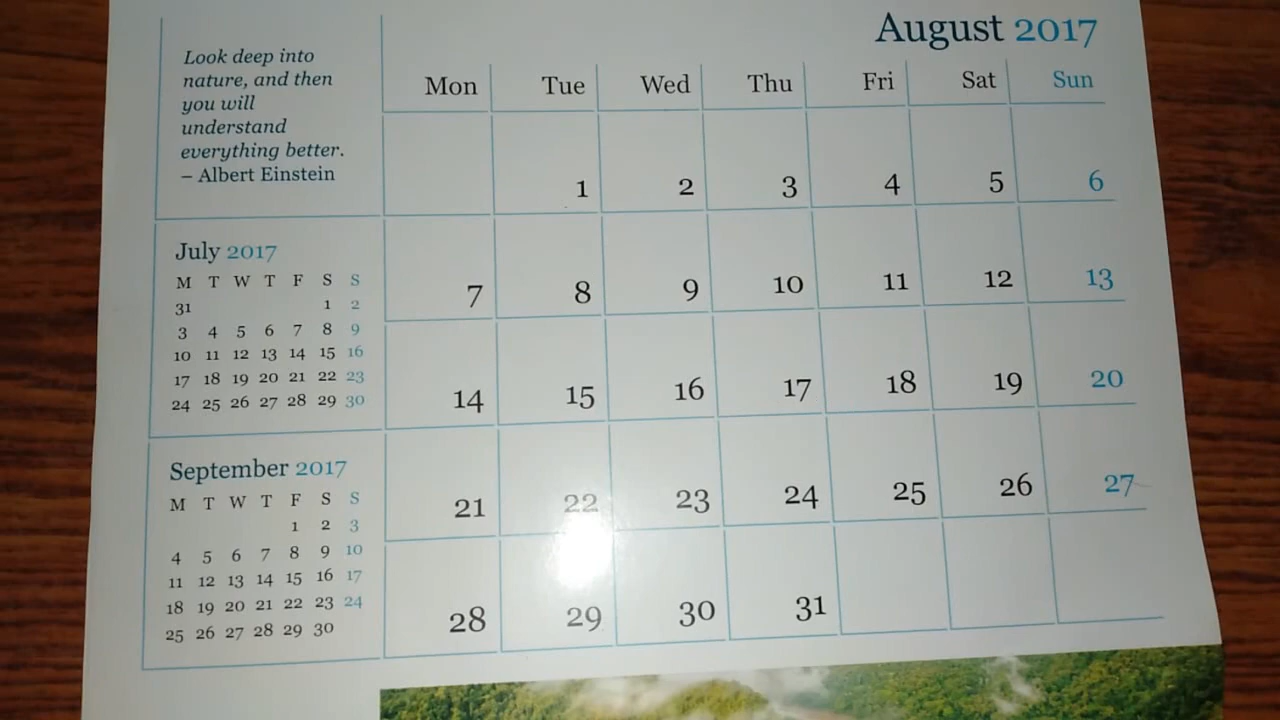 Look deep into
nature, and then
you will
understand
everything better.
– Albert Einstein
July 2017
M T W T F S S
31 1 2
3 4 5 6 7 8 9
10 11 12 13 14 15 16
17 18 19 20 21 22 23
24 25 26 27 28 29 30
September 2017
M T W T F S S
1 2 3
4 5 6 7 8 9 10
11 12 13 14 15 16 17
18 19 20 21 22 23 24
25 26 27 28 29 30
August 2017
Mon Tue Wed Thu Fri Sat Sun
1 2 3 4 5 6
7 8 9 10 11 12 13
14 15 16 17 18 19 20
21 22 23 24 25 26 27
28 29 30 31